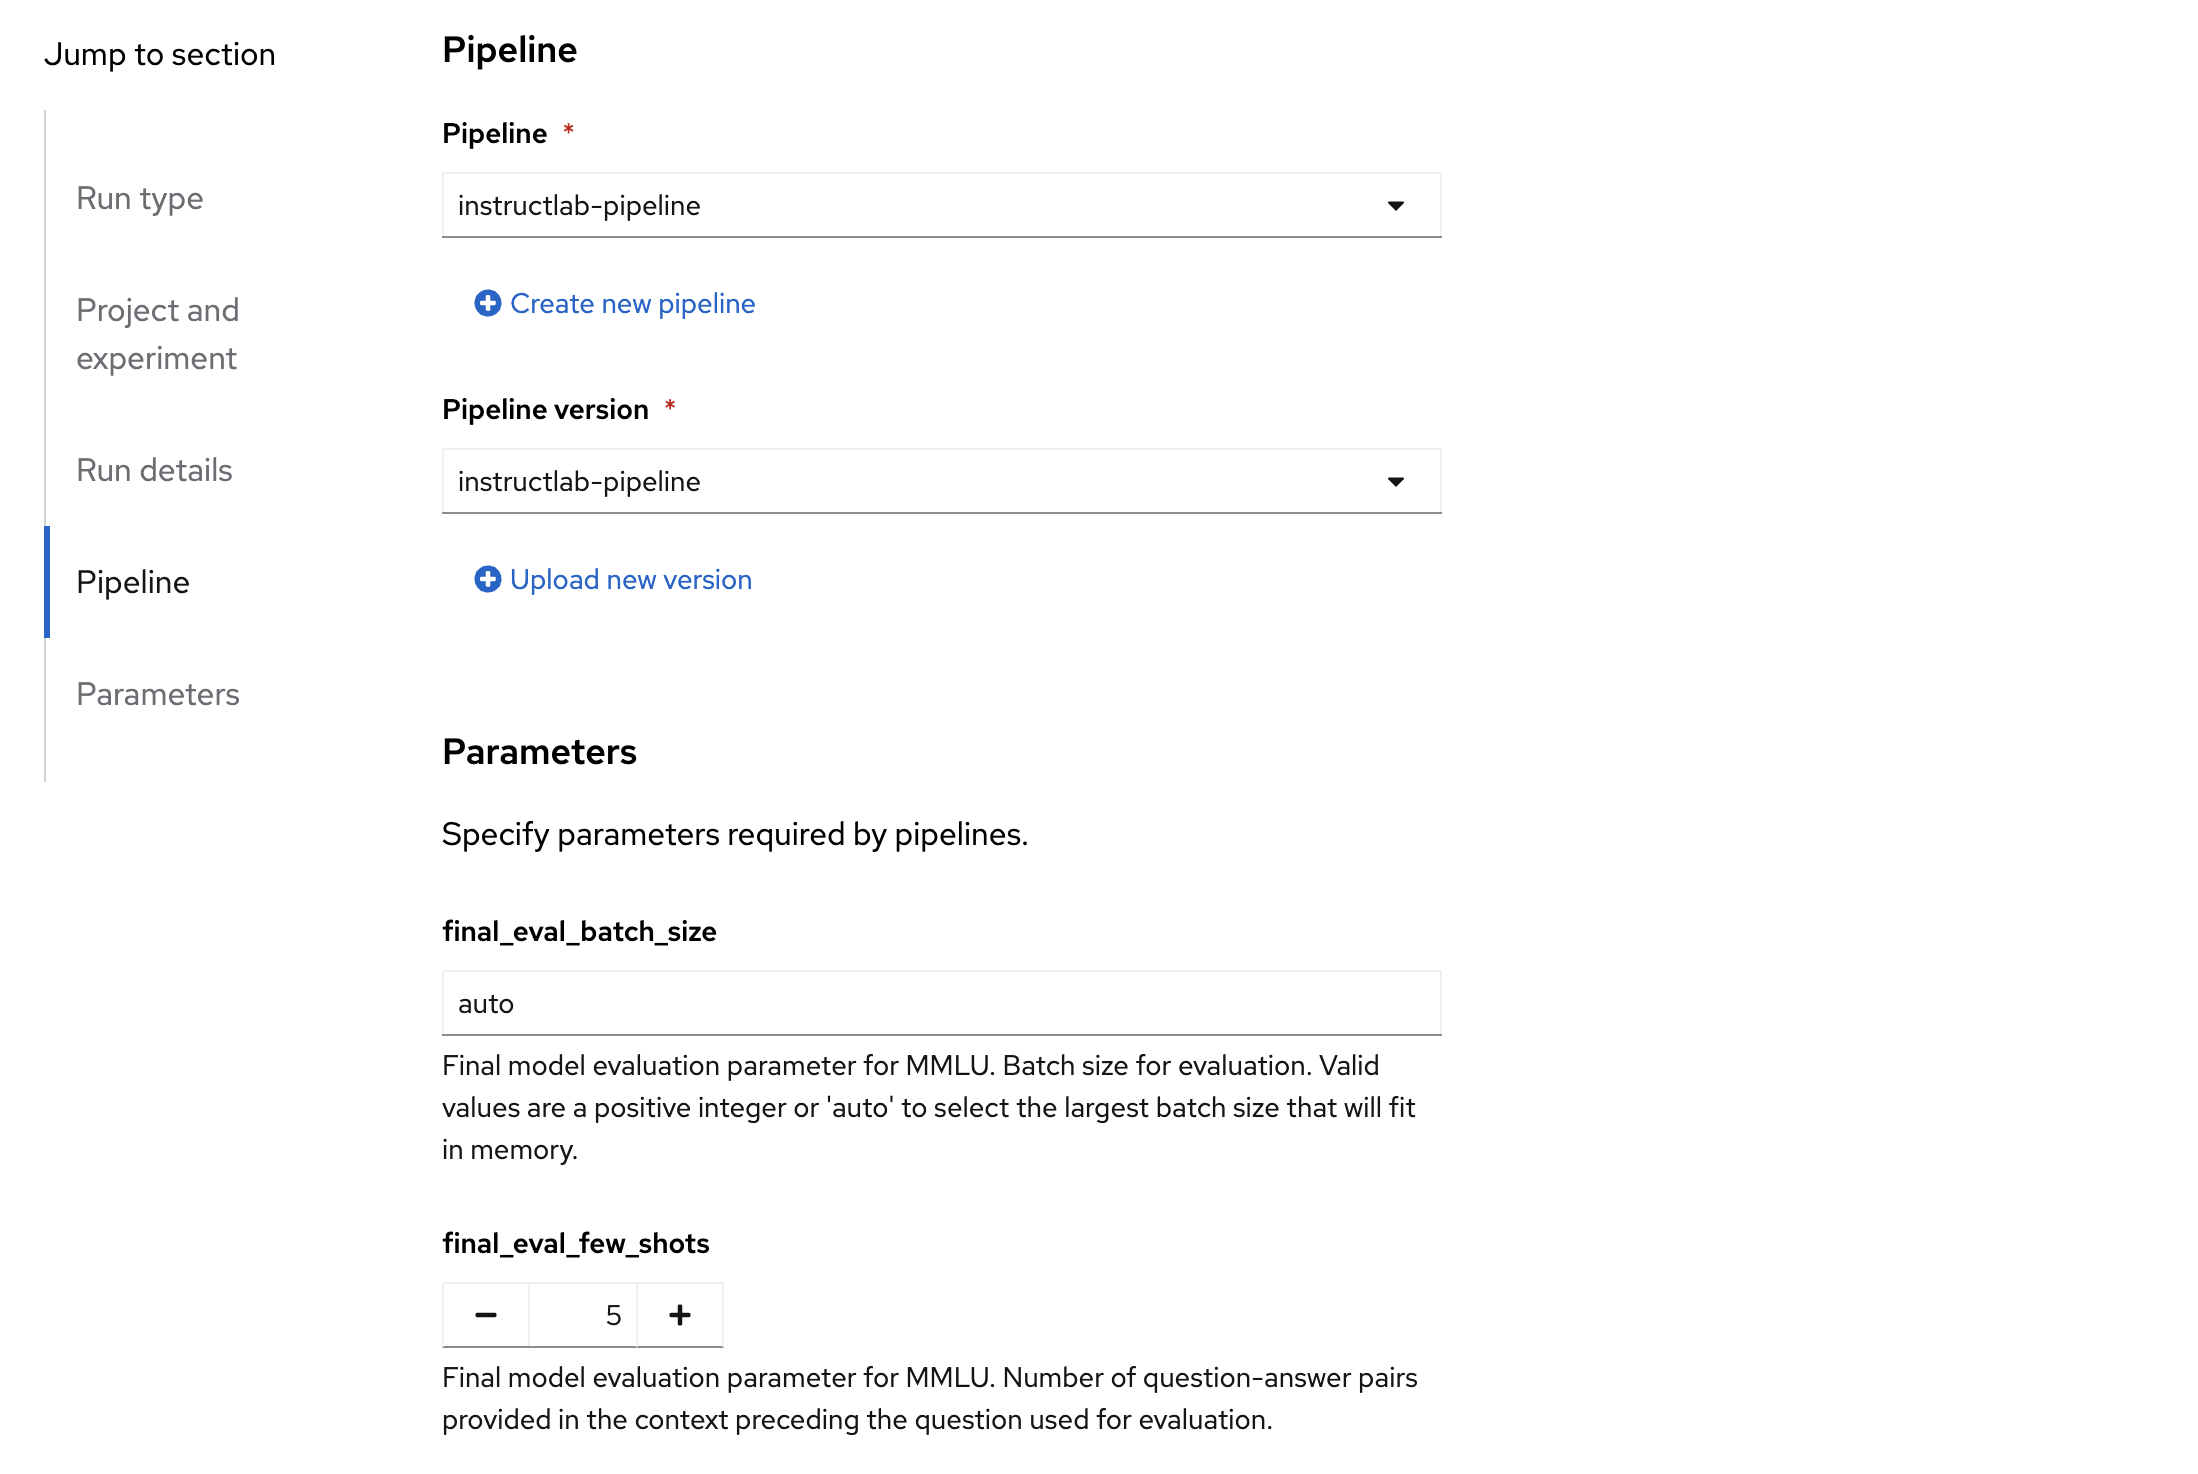 Jump to section
Run type
Project and
experiment
Run details
Pipeline
Parameters
Pipeline
Pipeline *
instructlab-pipeline
Create new pipeline
Pipeline version *
instructlab-pipeline
Upload new version
Parameters
Specify parameters required by pipelines.
final_eval_batch_size
auto
Final model evaluation parameter for MMLU. Batch size for evaluation. Valid
values are a positive integer or 'auto' to select the largest batch size that will fit
in memory.
final_eval_few_shots
5
Final model evaluation parameter for MMLU. Number of question-answer pairs
provided in the context preceding the question used for evaluation.